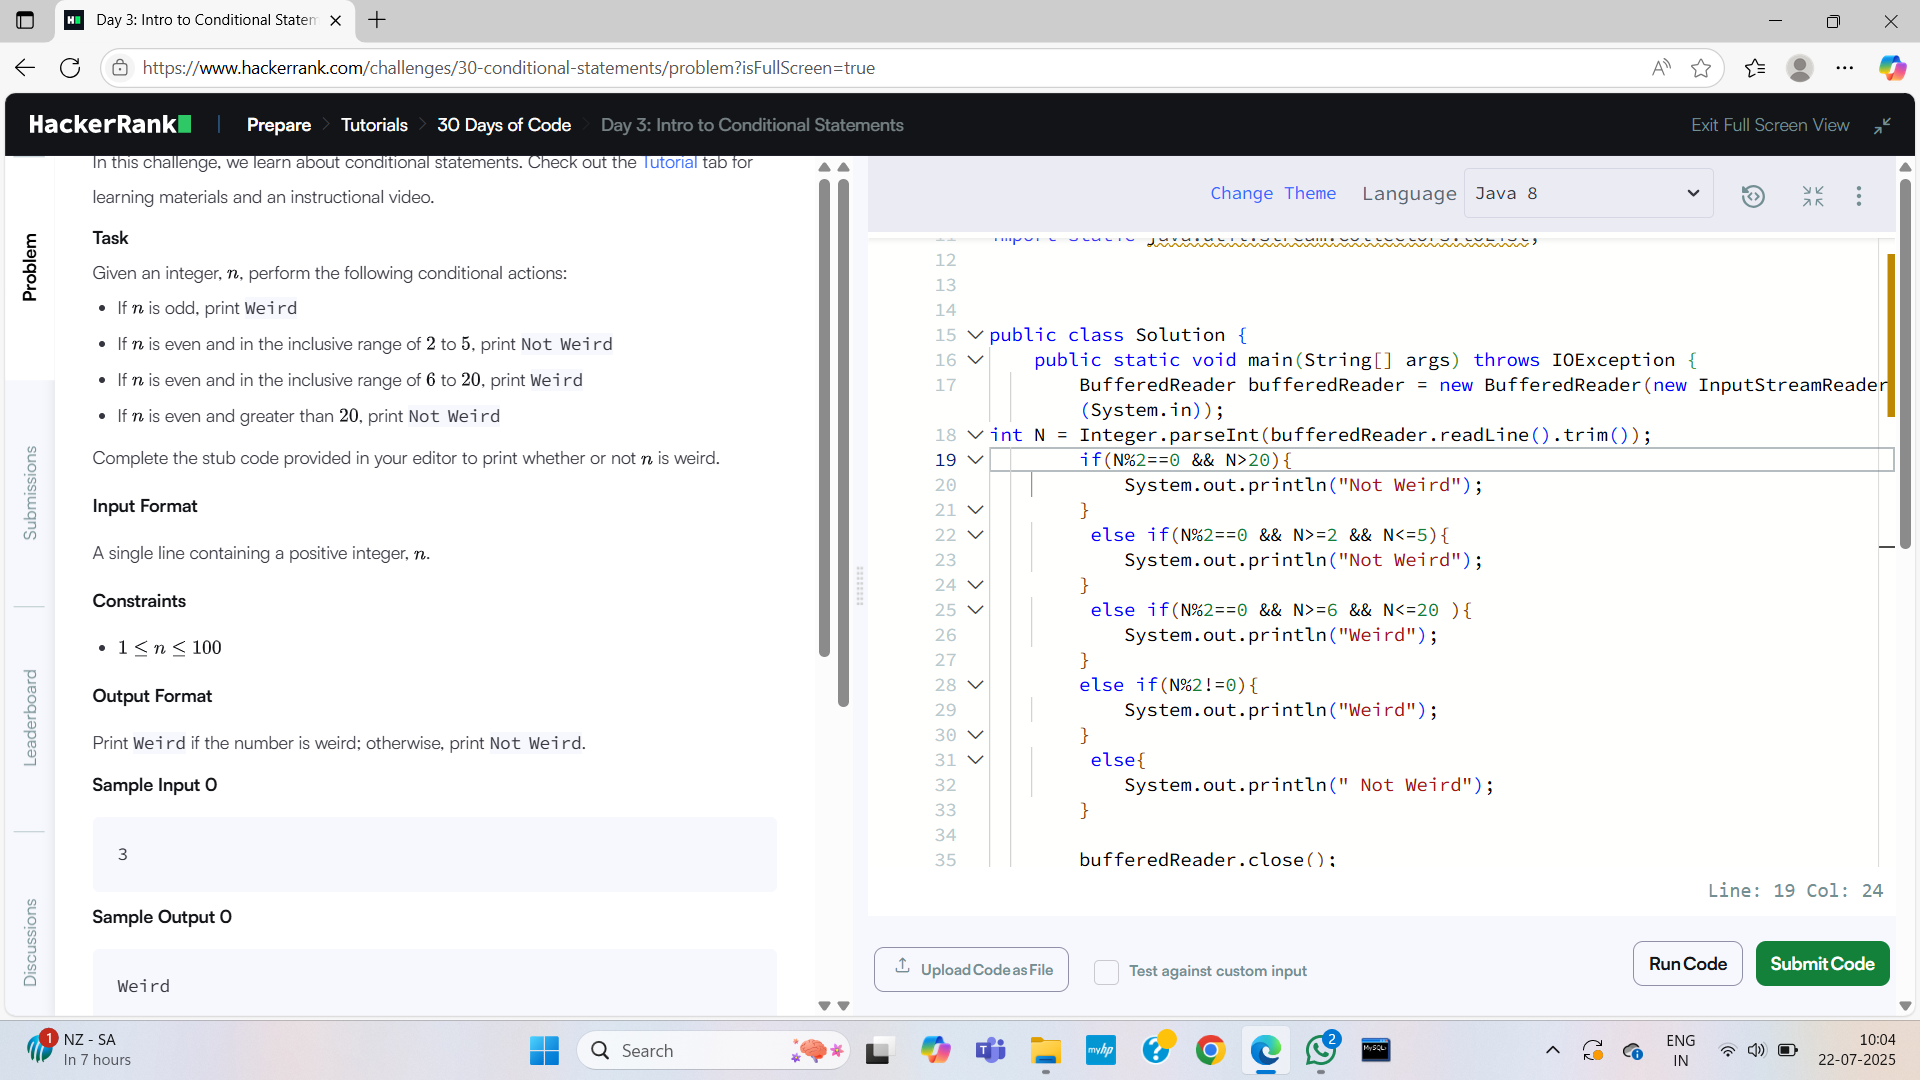 Day 3: Intro to Conditional Statem
https://www.hackerrank.com/challenges/30-conditional-statements/problem?isFullScreen=true
HackerRank
Prepare
Tutorials
30 Days of Code
Day 3: Intro to Conditional Statements
Exit Full Screen View
Problem
Submissions
Leaderboard
Discussions
In this challenge, we learn about conditional statements. Check out the Tutorial tab for
learning materials and an instructional video.
Task
Given an integer, n, perform the following conditional actions:
• If n is odd, print Weird
• If n is even and in the inclusive range of 2 to 5, print Not Weird
• If n is even and in the inclusive range of 6 to 20, print Weird
• If n is even and greater than 20, print Not Weird
Complete the stub code provided in your editor to print whether or not n is weird.
Input Format
A single line containing a positive integer, n.
Constraints
• 1 ≤ n ≤ 100
Output Format
Print Weird if the number is weird; otherwise, print Not Weird.
Sample Input 0
3
Sample Output 0
Weird
Change Theme
Language
Java 8
11 import static java.util.stream.Collectors.toList;
12
13
14
15 public class Solution {
16 public static void main(String[] args) throws IOException {
17 BufferedReader bufferedReader = new BufferedReader(new InputStreamReader
(System.in));
18 int N = Integer.parseInt(bufferedReader.readLine().trim());
19 if(N%2==0 && N>20){
20 System.out.println("Not Weird");
21 }
22 else if(N%2==0 && N>=2 && N<=5){
23 System.out.println("Not Weird");
24 }
25 else if(N%2==0 && N>=6 && N<=20 ){
26 System.out.println("Weird");
27 }
28 else if(N%2!=0){
29 System.out.println("Weird");
30 }
31 else{
32 System.out.println(" Not Weird");
33 }
34
35 bufferedReader.close();
Line: 19 Col: 24
Upload Code as File
Test against custom input
Run Code
Submit Code
1
NZ - SA
In 7 hours
Search
myhp
2
MySQL
ENG
IN
10:04
22-07-2025